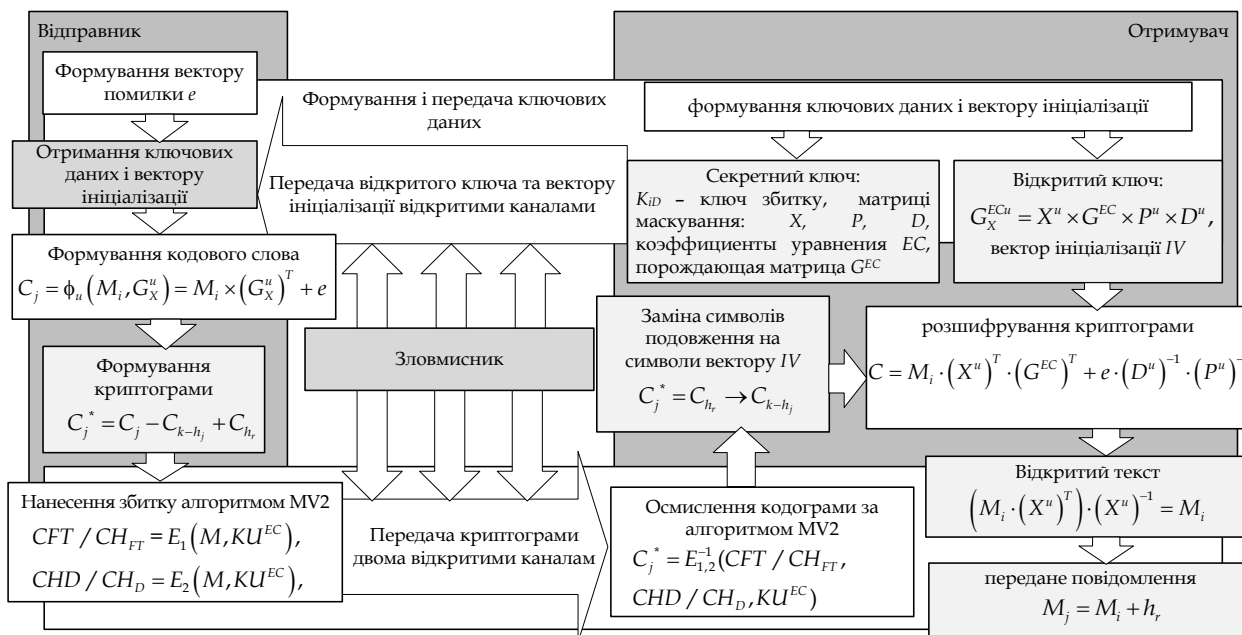 Відправник
Формування вектору
помилки e
Отримання ключових
даних і вектору
ініціалізації
Формування кодового слова
C_j = ϕ_u (M_i, G_X^u) = M_i × (G_X^u)^T + e
Формування
криптограми
C_j^* = C_j − C_{k−h_j} + C_{h_r}
Нанесення збитку алгоритмом MV2
CFT / CH_{FT} = E_1 (M, KU^{EC}),
CHD / CH_D = E_2 (M, KU^{EC}),
Формування і передача ключових
даних
Передача відкритого ключа та вектору
ініціалізації відкритими каналами
Зловмисник
Передача криптограми
двома відкритими каналам
Отримувач
формування ключових даних і вектору ініціалізації
Секретний ключ:
K_{iD} – ключ збитку, матриці
маскування: X, P, D,
коэффициенты уравнения EC,
порождающая матрица G^{EC}
Відкритий ключ:
G_X^{ECu} = X^u × G^{EC} × P^u × D^u,
вектор ініціалізації IV
Заміна символів
подовження на
символи вектору IV
C_j^* = C_{h_r} → C_{k−h_j}
розшифрування криптограми
C = M_i · (X^u)^T · (G^{EC})^T + e · (D^u)^{−1} · (P^u)^−
Осмислення кодограми за
алгоритмом MV2
C_j^* = E_{1,2}^{−1} (CFT / CH_{FT},
CHD / CH_D, KU^{EC})
Відкритий текст
(M_i · (X^u)^T) · (X^u)^{−1} = M_i
передане повідомлення
M_j = M_i + h_r